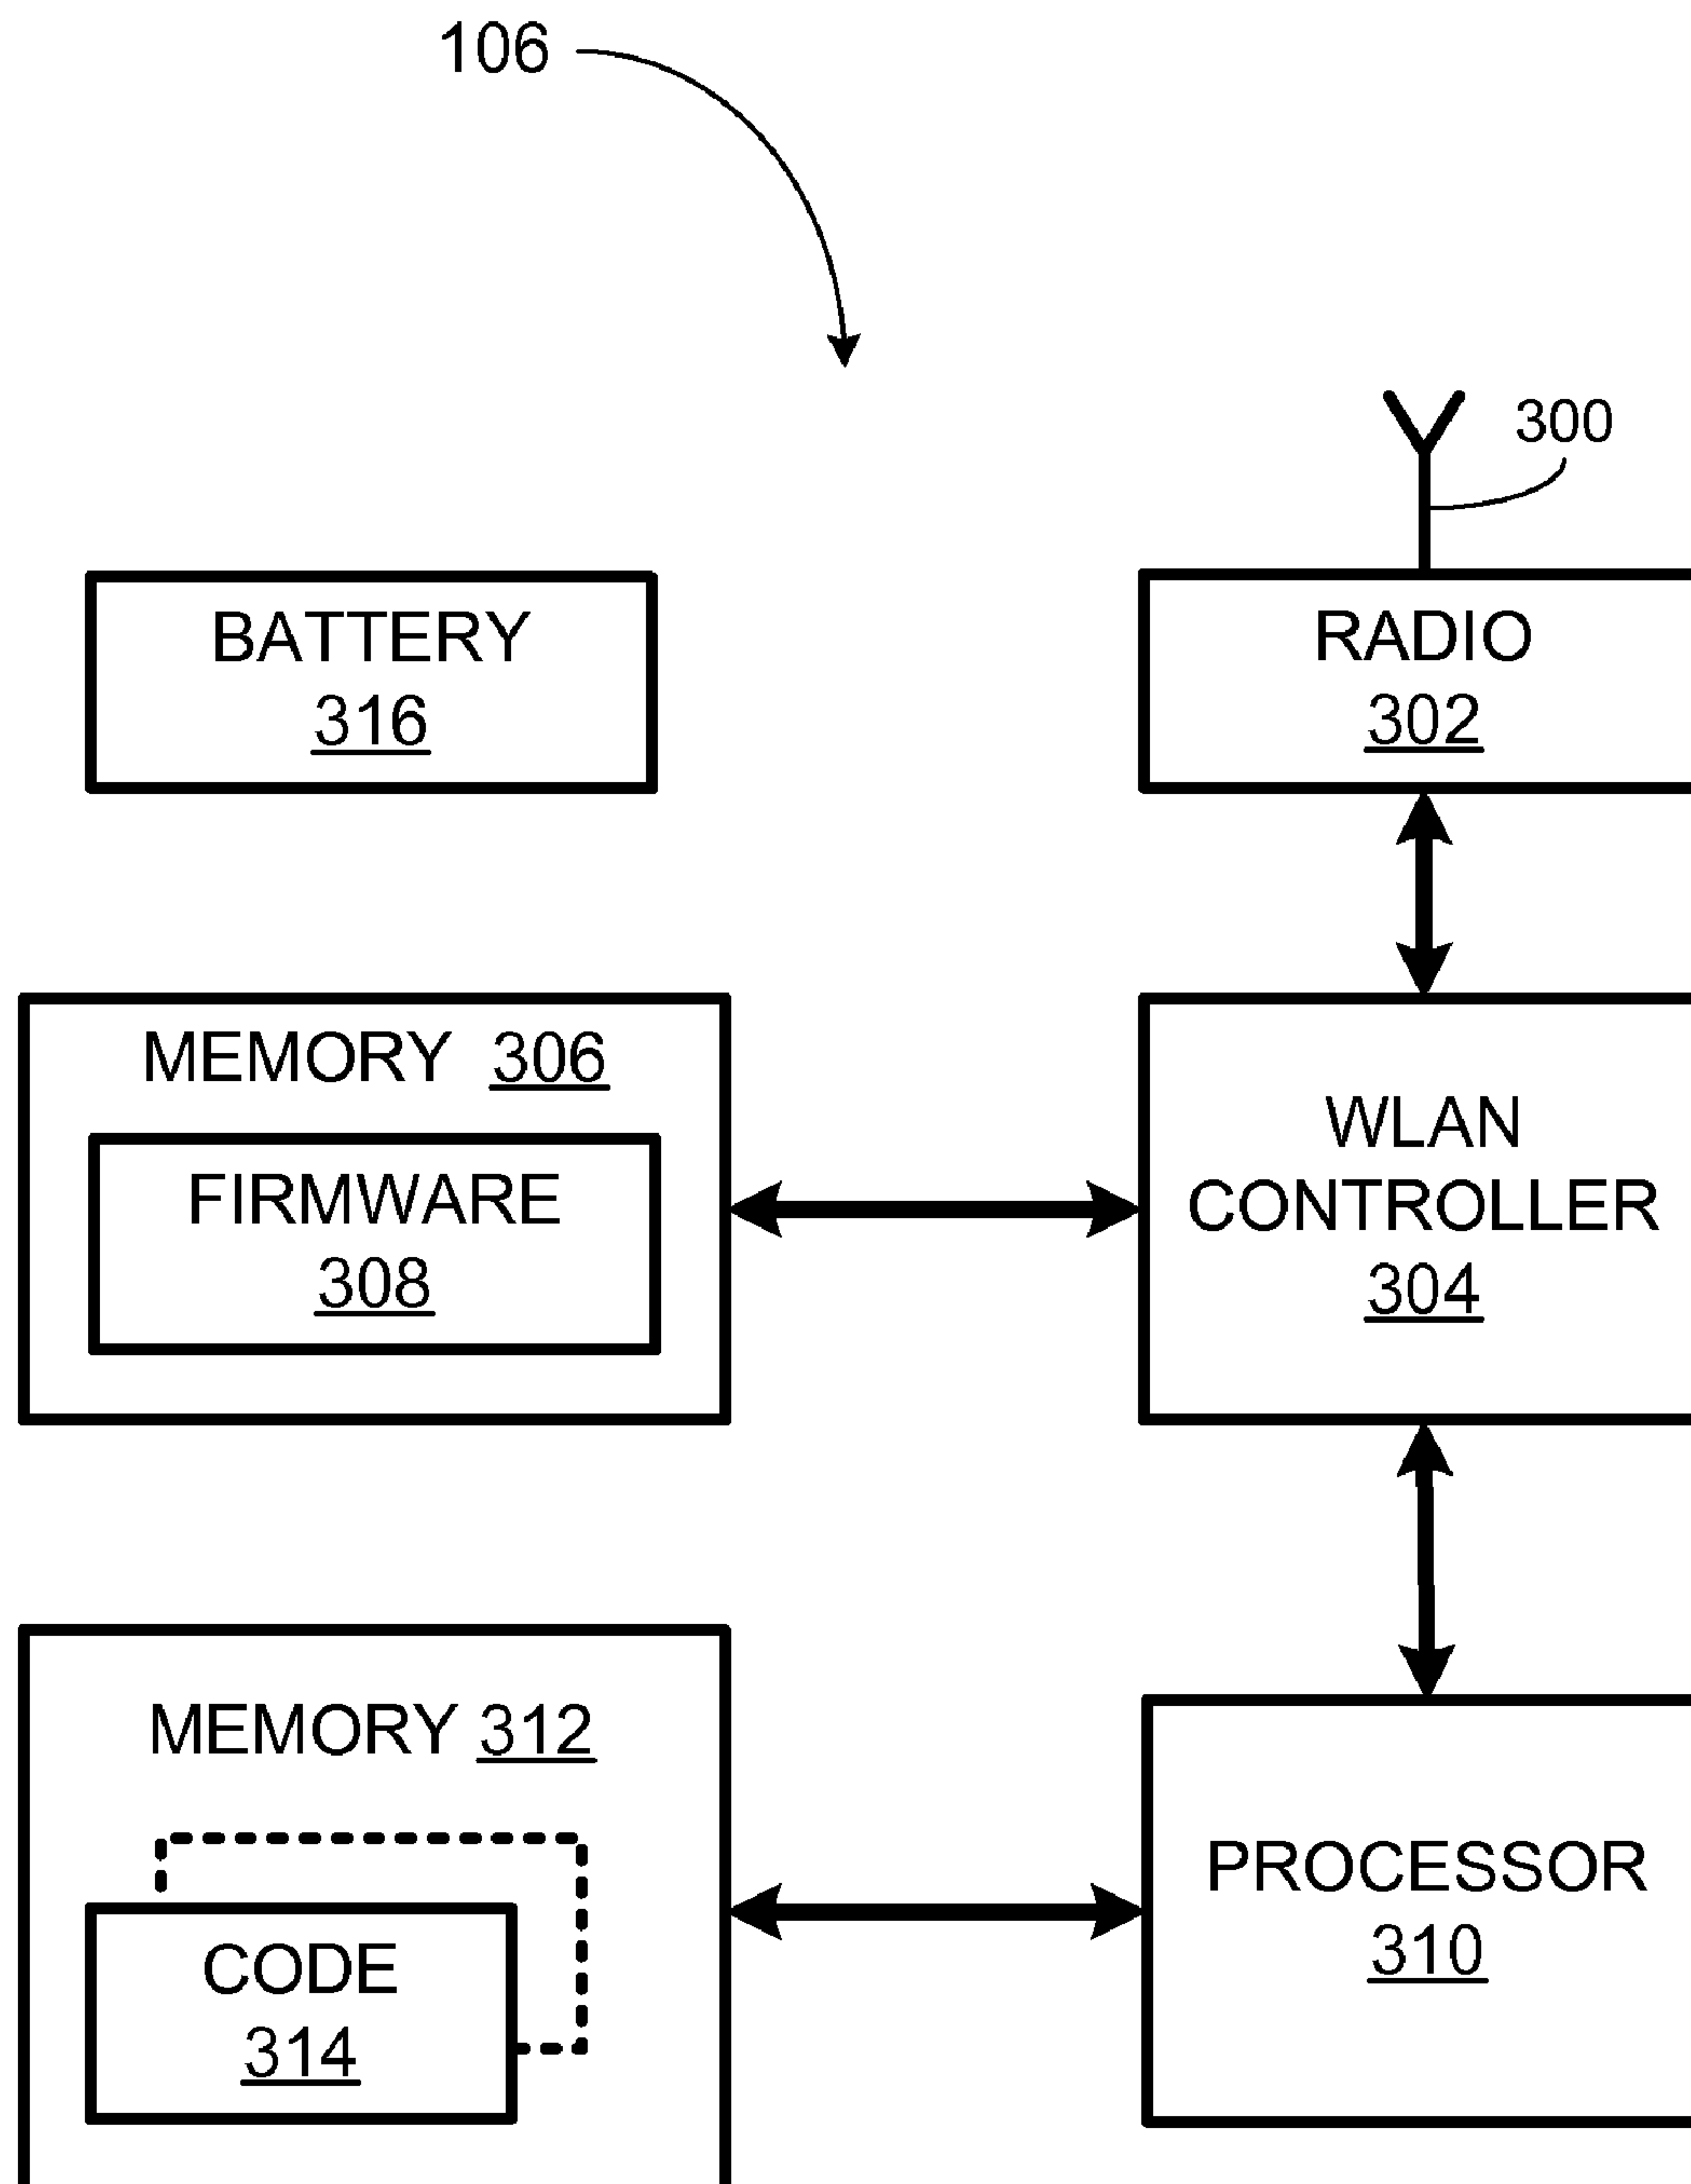 106
300
BATTERY
316
RADIO
302
MEMORY 306
FIRMWARE
308
WLAN
CONTROLLER
304
MEMORY 312
CODE
314
PROCESSOR
310